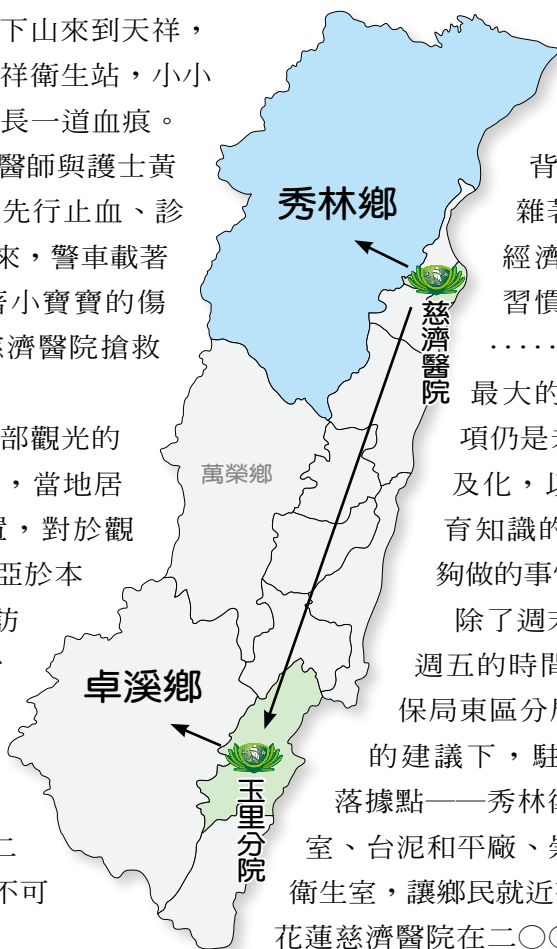 下山來到天祥，
祥衛生站，小小
長一道血痕。
醫師與護士黃
先行止血、診
來，警車載著
著小寶寶的傷
慈濟醫院搶救
部觀光的
，當地居
置，對於觀
亞於本
訪
二
不可
秀林鄉
慈濟醫院
萬榮鄉
卓溪鄉
玉里分院
背
雜著
經濟
習慣
……
最大的
項仍是未
及化，以
育知識的
夠做的事情
除了週末
週五的時間
保局東區分局
的建議下，駐
落據點——秀林衛
室、台泥和平廠、崇
衛生室，讓鄉民就近
花蓮慈濟醫院在二○○